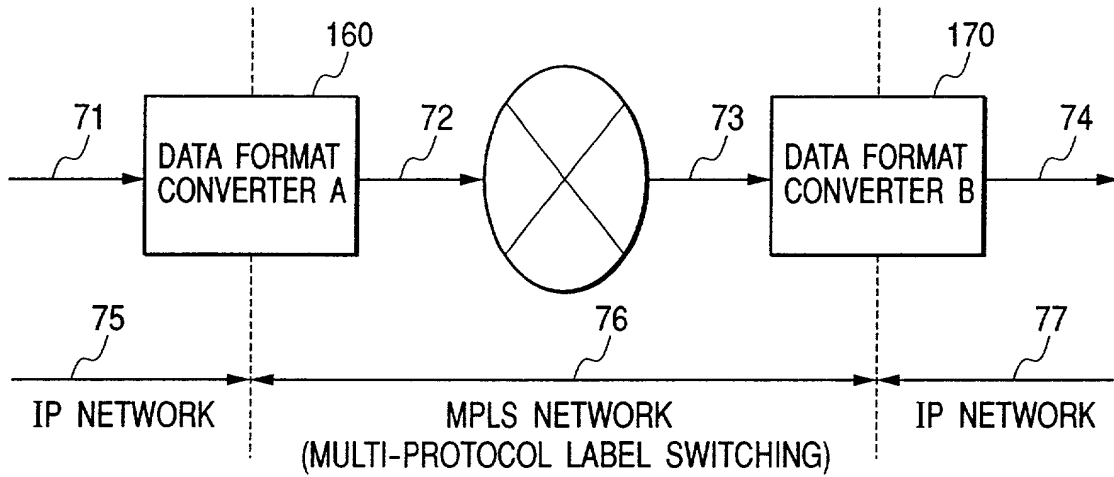 160
170
71
72
73
74
DATA FORMAT
CONVERTER A
DATA FORMAT
CONVERTER B
75
76
77
IP NETWORK
MPLS NETWORK
IP NETWORK
(MULTI-PROTOCOL LABEL SWITCHING)